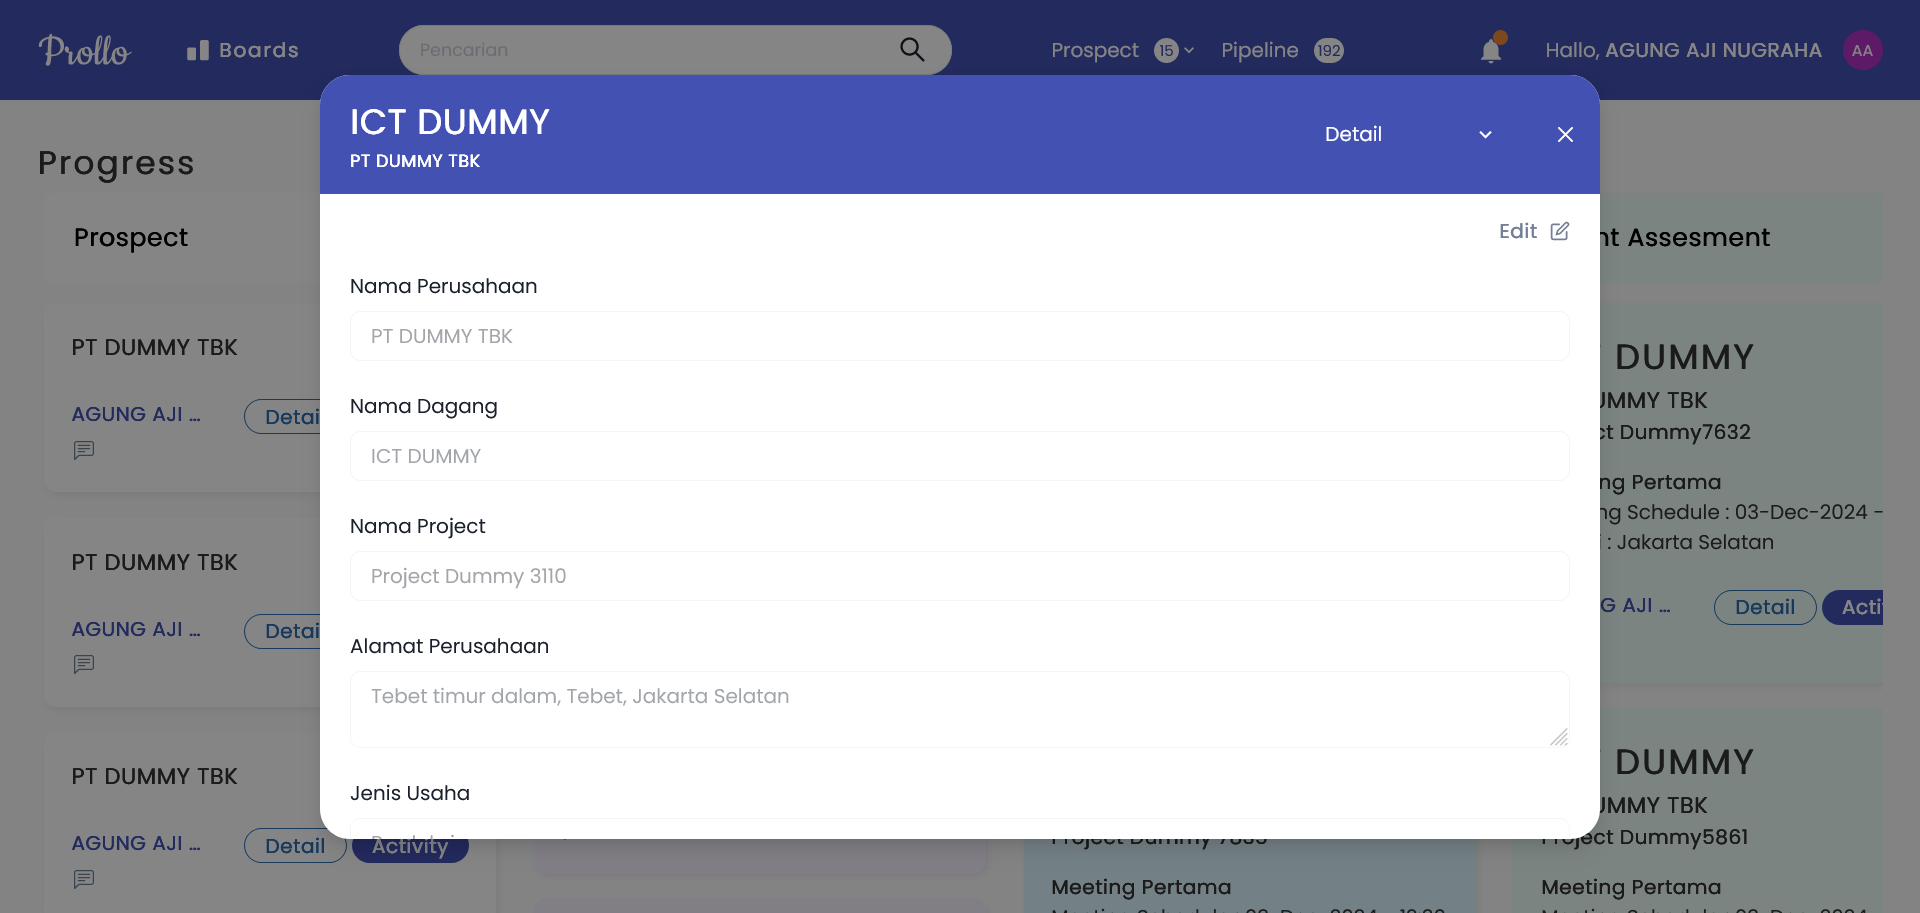 Prollo
Boards
Pencarian
Prospect 15
Pipeline 192
Hallo, AGUNG AJI NUGRAHA
AA
ICT DUMMY
PT DUMMY TBK
Detail
Edit
Nama Perusahaan
PT DUMMY TBK
Nama Dagang
ICT DUMMY
Nama Project
Project Dummy 3110
Alamat Perusahaan
Tebet timur dalam, Tebet, Jakarta Selatan
Jenis Usaha
Progress
Prospect
PT DUMMY TBK
AGUNG AJI ...
Detai
PT DUMMY TBK
AGUNG AJI ...
Detai
PT DUMMY TBK
AGUNG AJI ...
Detail
Activity
Meeting Pertama
nt Assesment
DUMMY
UMMY TBK
ct Dummy7632
ng Pertama
ng Schedule : 03-Dec-2024 -
: Jakarta Selatan
G AJI ...
Detail
Acti
DUMMY
UMMY TBK
Project Dummy5861
Meeting Pertama